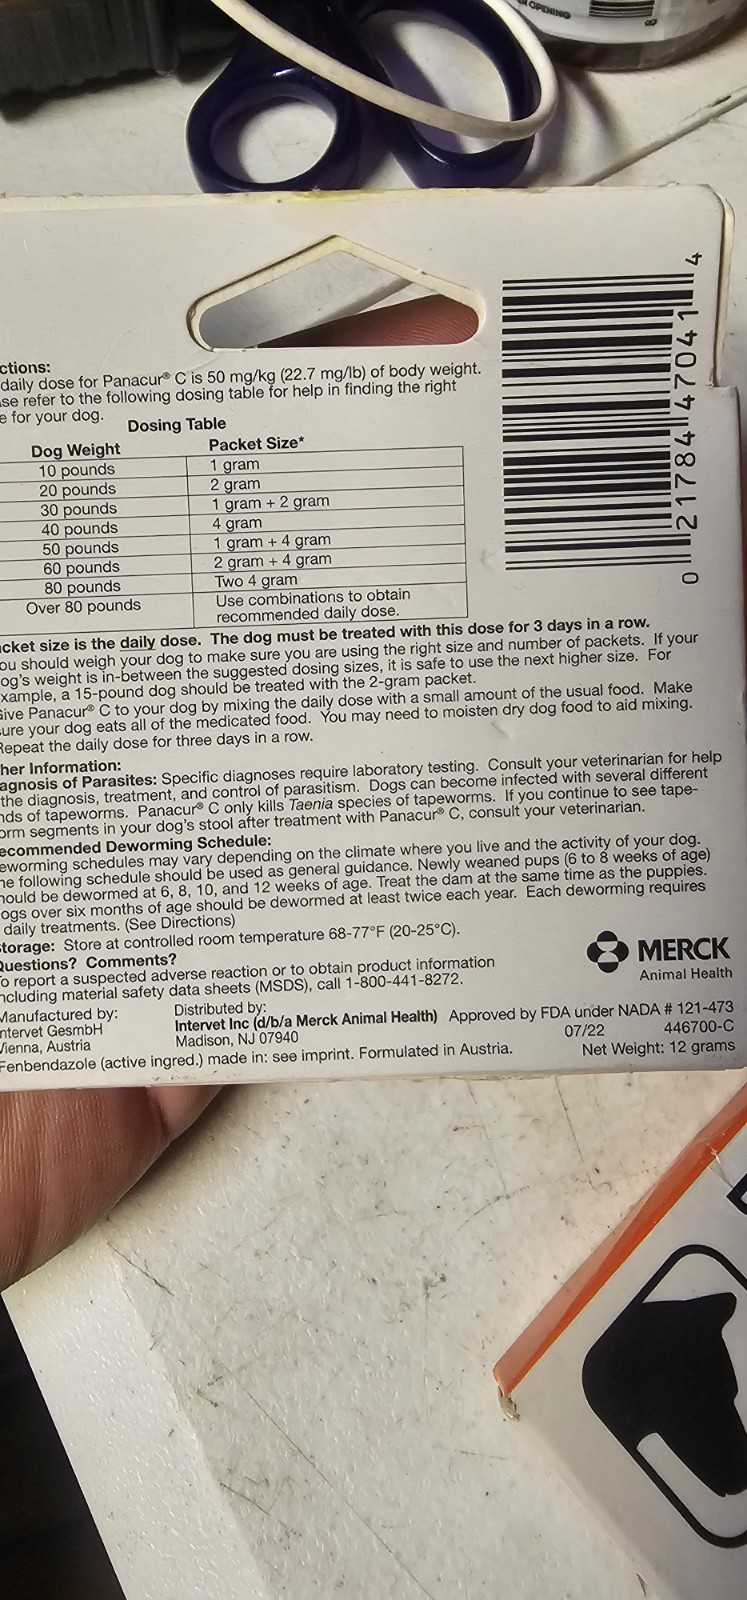 OPENING
ctions:
daily dose for Panacur® C is 50 mg/kg (22.7 mg/lb) of body weight.
se refer to the following dosing table for help in finding the right
e for your dog.
Dosing Table
Dog Weight Packet Size*
10 pounds 1 gram
20 pounds 2 gram
30 pounds 1 gram + 2 gram
40 pounds 4 gram
50 pounds 1 gram + 4 gram
60 pounds 2 gram + 4 gram
80 pounds Two 4 gram
Over 80 pounds Use combinations to obtain
recommended daily dose.
0 21784 47041 4
cket size is the daily dose. The dog must be treated with this dose for 3 days in a row.
ou should weigh your dog to make sure you are using the right size and number of packets. If your
og's weight is in-between the suggested dosing sizes, it is safe to use the next higher size. For
xample, a 15-pound dog should be treated with the 2-gram packet.
Give Panacur® C to your dog by mixing the daily dose with a small amount of the usual food. Make
ure your dog eats all of the medicated food. You may need to moisten dry dog food to aid mixing.
Repeat the daily dose for three days in a row.
her Information:
agnosis of Parasites: Specific diagnoses require laboratory testing. Consult your veterinarian for help
the diagnosis, treatment, and control of parasitism. Dogs can become infected with several different
nds of tapeworms. Panacur® C only kills Taenia species of tapeworms. If you continue to see tape-
orm segments in your dog's stool after treatment with Panacur® C, consult your veterinarian.
ecommended Deworming Schedule:
eworming schedules may vary depending on the climate where you live and the activity of your dog.
he following schedule should be used as general guidance. Newly weaned pups (6 to 8 weeks of age)
hould be dewormed at 6, 8, 10, and 12 weeks of age. Treat the dam at the same time as the puppies.
ogs over six months of age should be dewormed at least twice each year. Each deworming requires
daily treatments. (See Directions)
torage: Store at controlled room temperature 68-77°F (20-25°C).
Questions? Comments?
o report a suspected adverse reaction or to obtain product information
ncluding material safety data sheets (MSDS), call 1-800-441-8272.
MERCK
Animal Health
Manufactured by: Distributed by:
ntervet GesmbH Intervet Inc (d/b/a Merck Animal Health) Approved by FDA under NADA # 121-473
Vienna, Austria Madison, NJ 07940 07/22 446700-C
Fenbendazole (active ingred.) made in: see imprint. Formulated in Austria. Net Weight: 12 grams